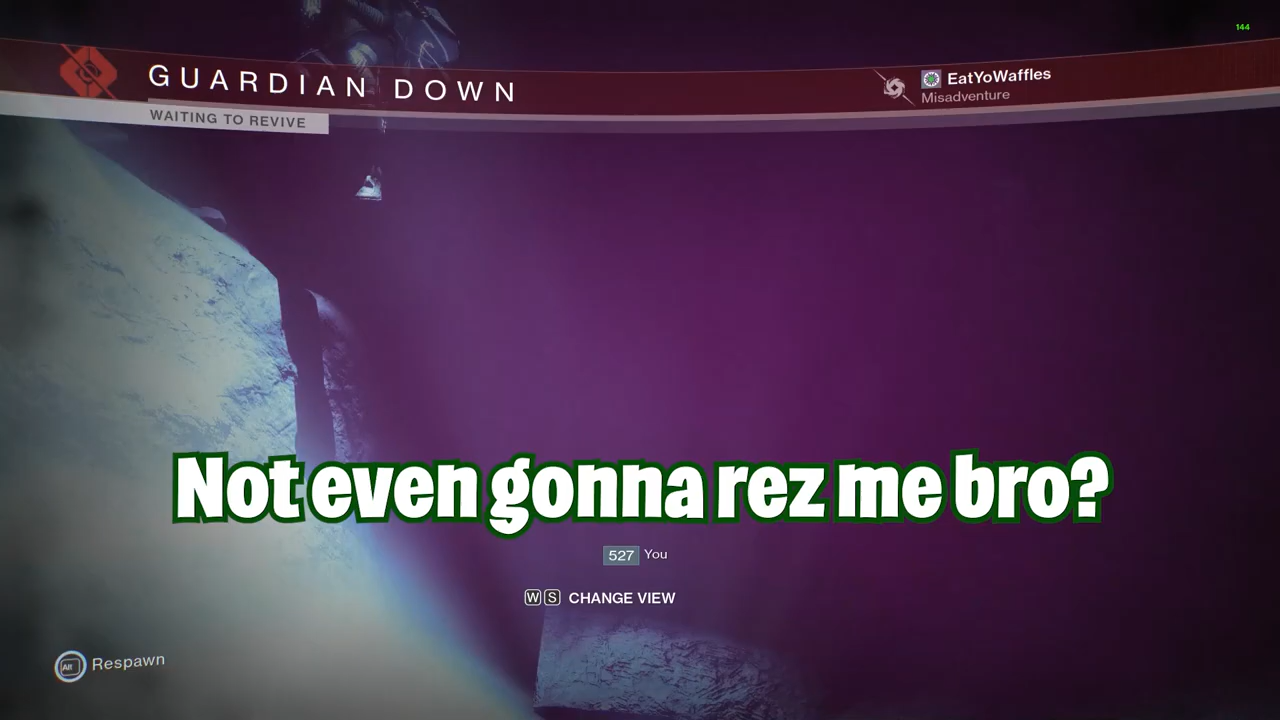 144
GUARDIAN DOWN
EatYoWaffles
Misadventure
WAITING TO REVIVE
Not even gonna rez me bro?
527 You
W S CHANGE VIEW
Alt Respawn